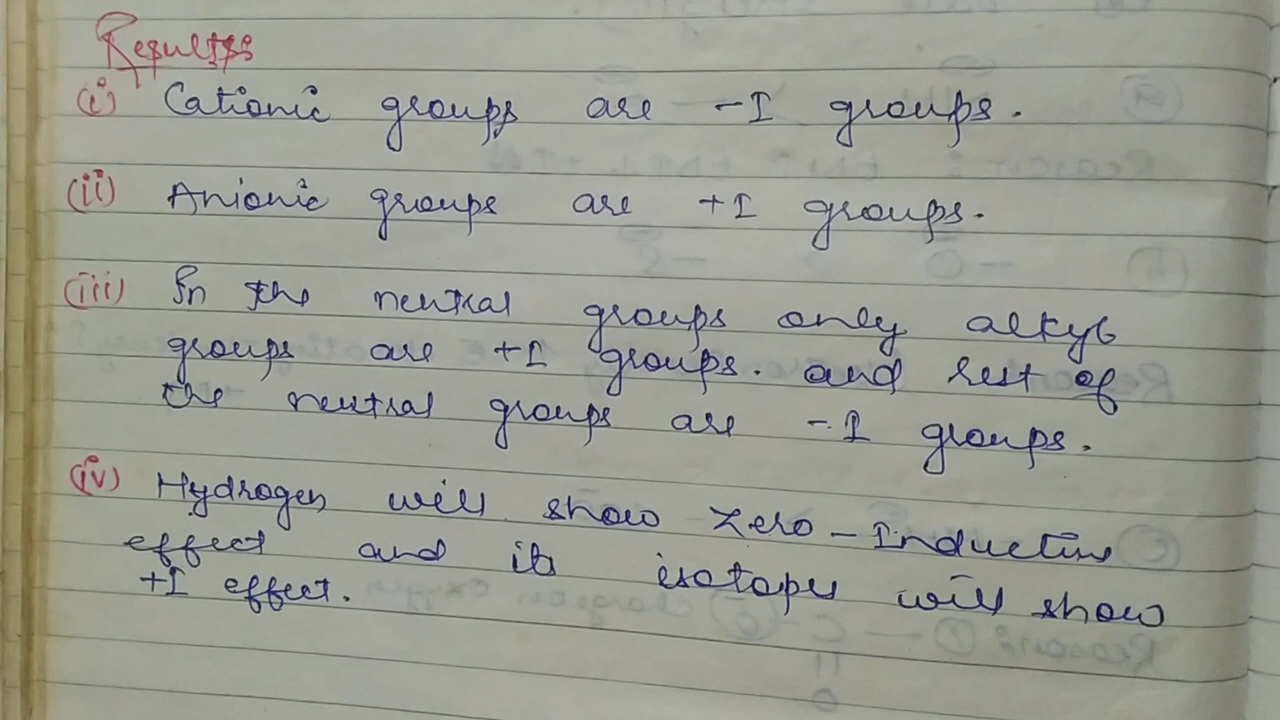 Results
(i) Cationic groups are -I groups.
(ii) Anionic groups are +I groups.
(iii) In the neutral groups only alkyl
groups are +I groups. and rest of
the neutral groups are -I groups.
(iv) Hydrogen will show zero-Inductive
effect and its isotopes will show
+I effect.